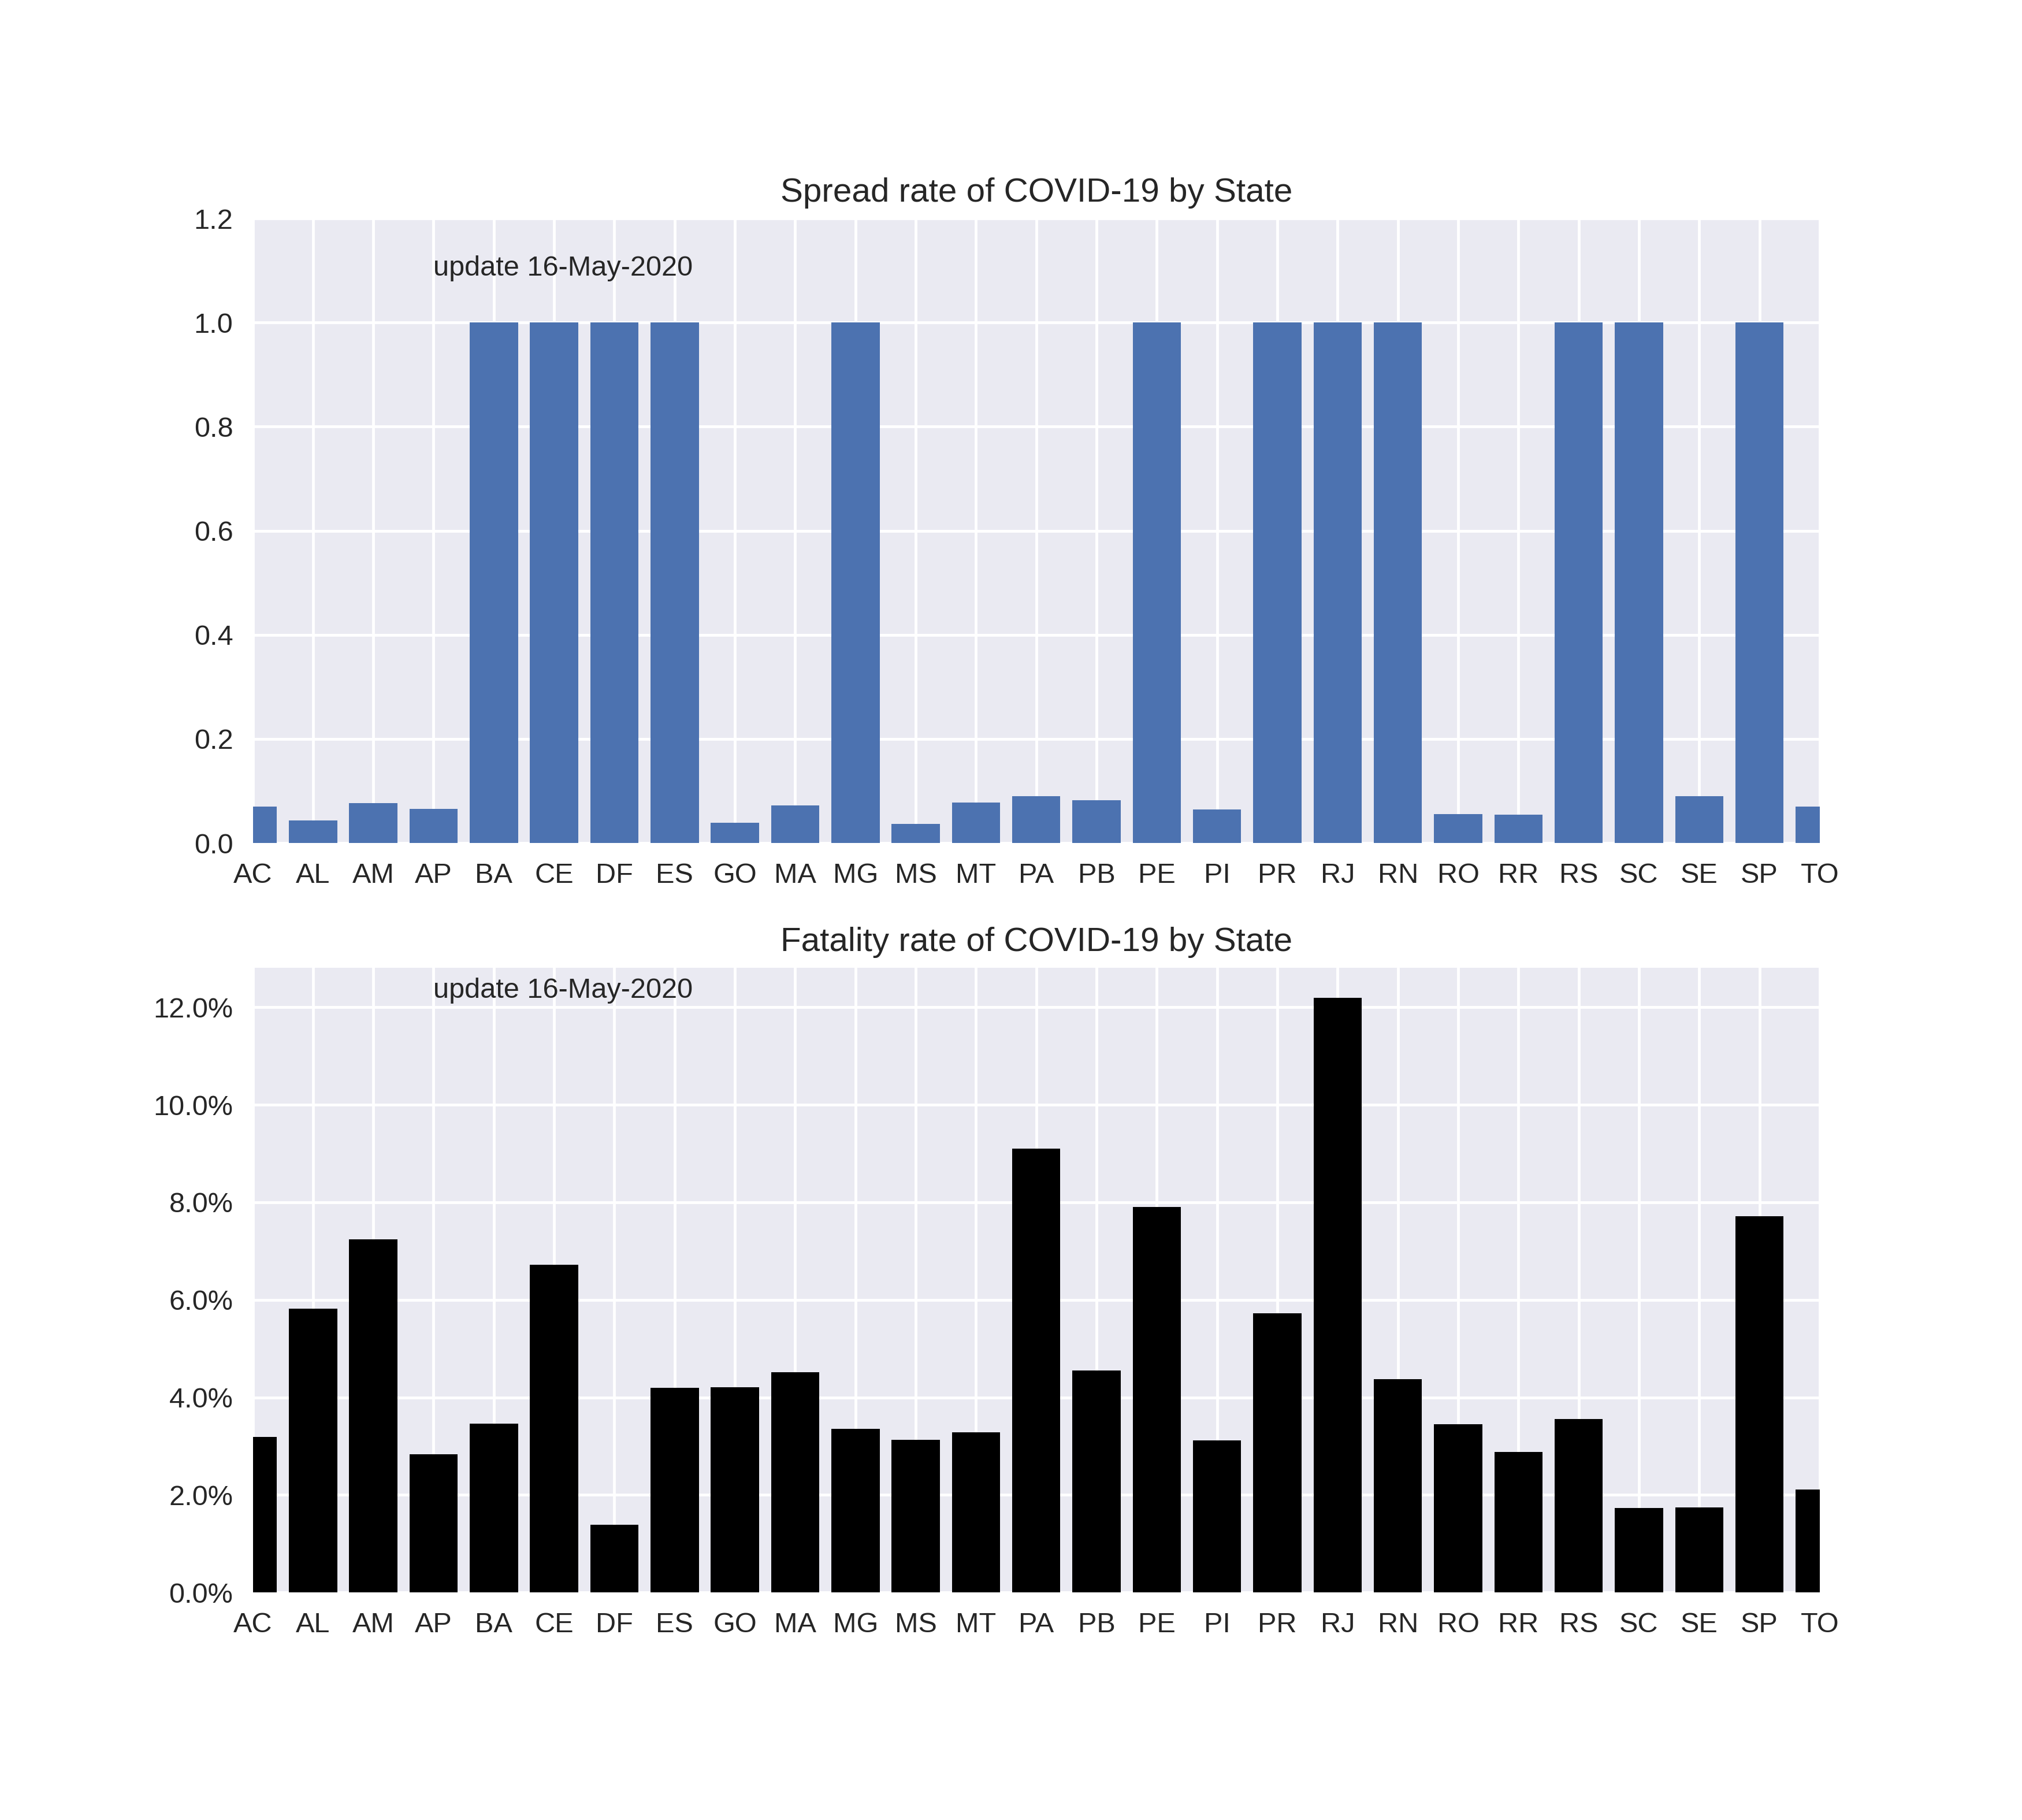 Spread rate of COVID-19 by State
1.2
update 16-May-2020
1.0
0.8
0.6
0.4
0.2
0.0
AC AL AM AP BA CE DF ES GO MA MG MS MT PA PB PE PI PR RJ RN RO RR RS SC SE SP TO
Fatality rate of COVID-19 by State
update 16-May-2020
12.0%
10.0%
8.0%
6.0%
4.0%
2.0%
0.0%
AC AL AM AP BA CE DF ES GO MA MG MS MT PA PB PE PI PR RJ RN RO RR RS SC SE SP TO